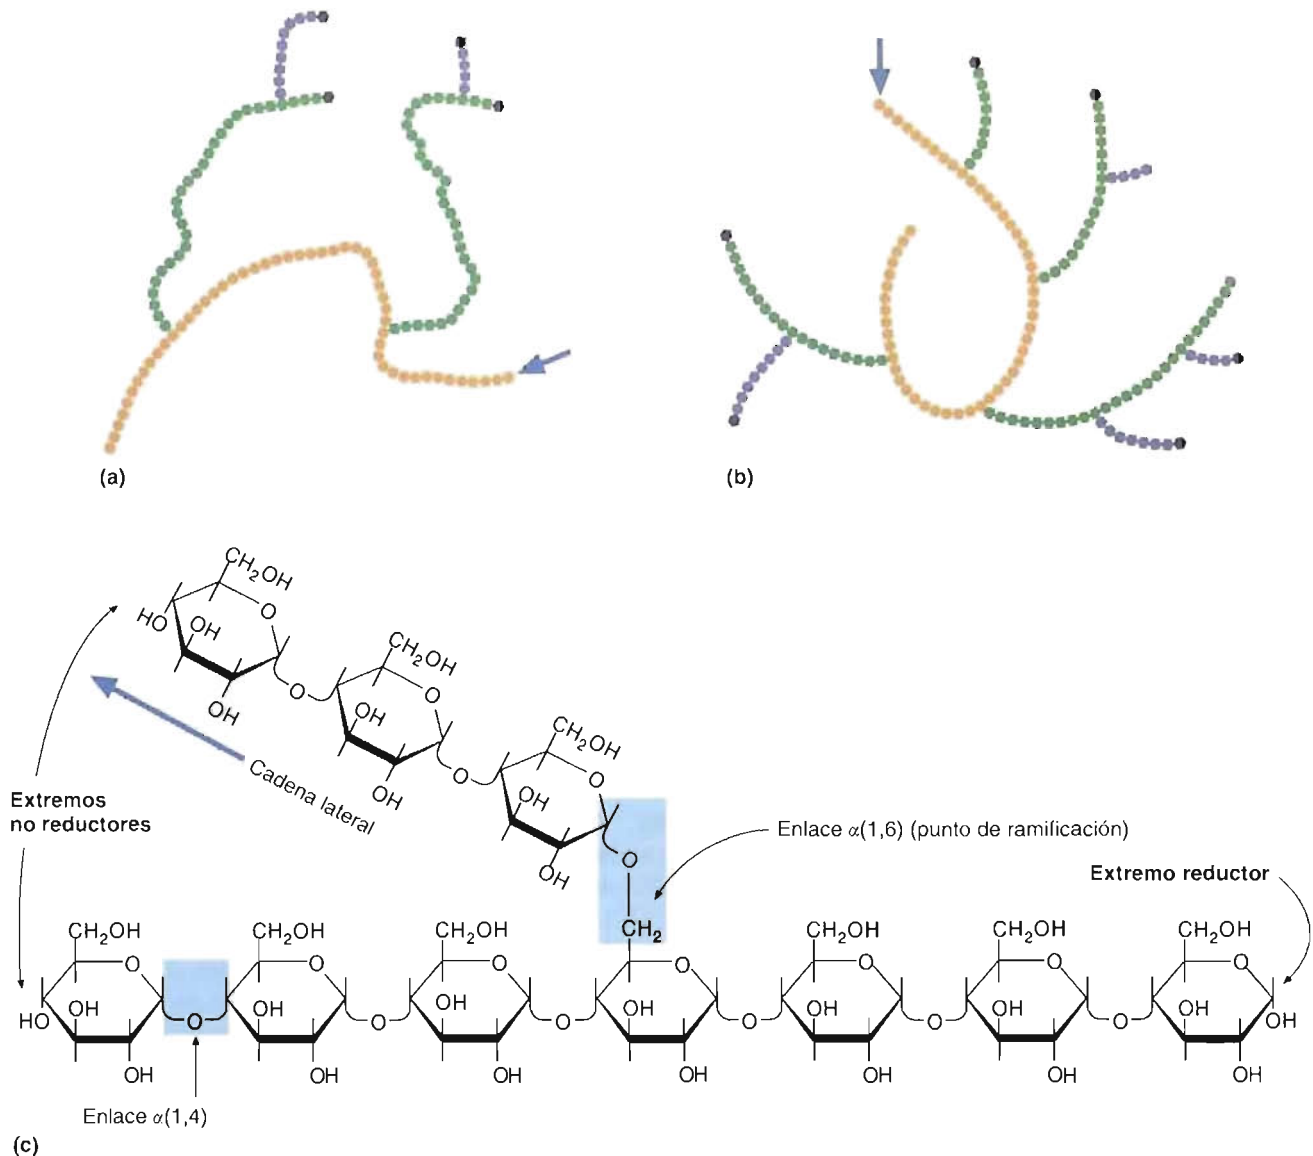 (a)
(b)
CH₂OH
O
HO
OH
OH
O
CH₂OH
O
OH
OH
O
CH₂OH
O
OH
OH
O
CH₂
Cadena lateral
Extremos
no reductores
Enlace α(1,6) (punto de ramificación)
Extremo reductor
CH₂OH
CH₂OH
CH₂OH
CH₂OH
CH₂OH
CH₂OH
O
O
O
O
O
O
O
HO
OH
OH
OH
OH
OH
OH
OH
OH
O
O
O
O
O
O
OH
OH
OH
OH
OH
OH
OH
Enlace α(1,4)
(c)